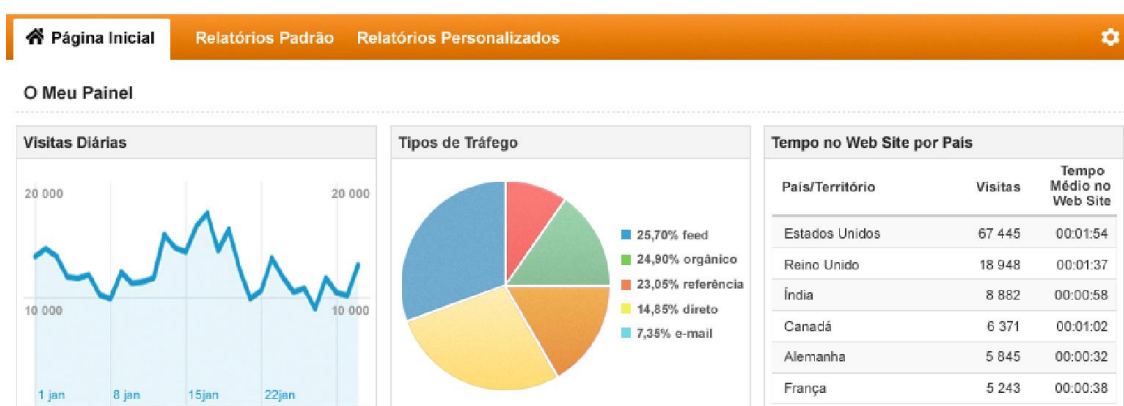 Página Inicial
Relatórios Padrão
Relatórios Personalizados
O Meu Painel
Visitas Diárias
20 000
20 000
10 000
10 000
1 jan
8 jan
15jan
22jan
Tipos de Tráfego
25,70% feed
24,90% orgânico
23,05% referência
14,85% direto
7,35% e-mail
Tempo no Web Site por País
País/Território Visitas Tempo
Médio no
Web Site
Estados Unidos 67 445 00:01:54
Reino Unido 18 948 00:01:37
Índia 8 882 00:00:58
Canadá 6 371 00:01:02
Alemanha 5 845 00:00:32
França 5 243 00:00:38